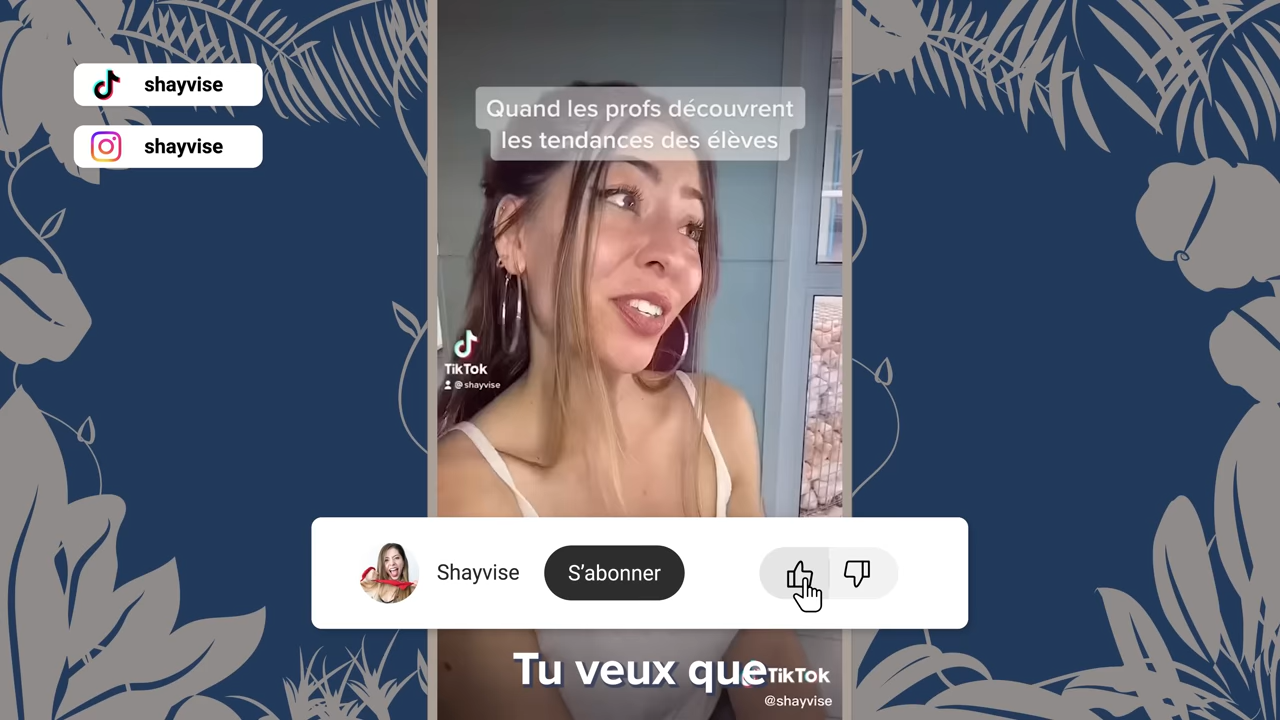 shayvise
shayvise
Quand les profs découvrent
les tendances des élèves
TikTok
@shayvise
Shayvise
S'abonner
Tu veux que
TikTok
@shayvise